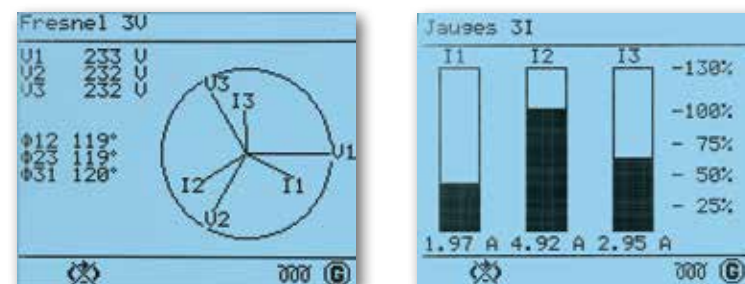 Fresnel 3V
V1 233 V
V2 232 V
V3 232 V
Φ12 119°
Φ23 119°
Φ31 120°
V3
I3
V1
I2
I1
V2
G
Jauges 3I
I1 I2 I3
-130%
-100%
- 75%
- 50%
- 25%
1.97 A 4.92 A 2.95 A
G